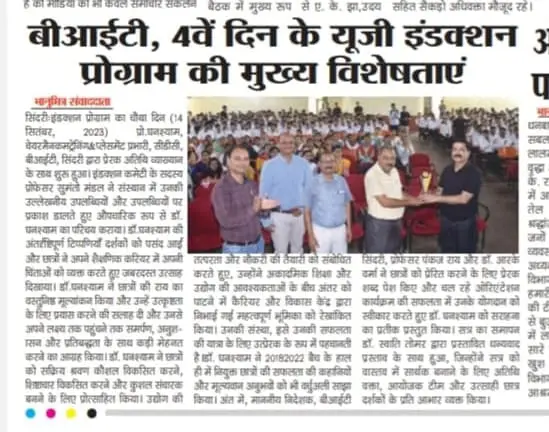 बैठक में मुख्य रूप से ए. के. झा,उदय सहित सैकड़ो अधिवक्ता मौजूद रहे।
बीआईटी, 4वें दिन के यूजी इंडक्शन
प्रोग्राम की मुख्य विशेषताएं
भानुमित्र संवाददाता
सिंदरी:इंडक्शन प्रोग्राम का चौथा दिन (14
सितंबर, 2023) प्रो.घनश्याम,
चेयरमैनकमट्रेनिंग&प्लेसमेंट प्रभारी, सीडीसी,
बीआईटी, सिंदरी द्वारा प्रेरक अतिथि व्याख्यान
के साथ शुरू हुआ। इंडक्शन कमेटी के सदस्य
प्रोफेसर सुमंतो मंडल ने संस्थान में उनकी
उल्लेखनीय उपलब्धियों और उपलब्धियों पर
प्रकाश डालते हुए औपचारिक रूप से डॉ.
घनश्याम का परिचय कराया। डॉ.घनश्याम की
अंतर्दृष्टिपूर्ण टिप्पणियाँ दर्शकों को पसंद आई
और छात्रों ने अपने शैक्षणिक करियर में अपनी
चिंताओं को व्यक्त करते हुए जबरदस्त उत्साह
दिखाया। डॉ.घनश्याम ने छात्रों की राय का
वस्तुनिष्ठ मूल्यांकन किया और उन्हें उत्कृष्टता
के लिए प्रयास करने की सलाह दी और उनसे
अपने लक्ष्य तक पहुंचने तक समर्पण, अनुशा-
सन और प्रतिबद्धता के साथ कड़ी मेहनत
करने का आग्रह किया। डॉ. घनश्याम ने छात्रों
को सक्रिय श्रवण कौशल विकसित करने,
शिष्टाचार विकसित करने और कुशल संचारक
बनने के लिए प्रोत्साहित किया। उद्योग की
तत्परता और नौकरी की तैयारी को संबोधित
करते हुए, उन्होंने अकादमिक शिक्षा और
उद्योग की आवश्यकताओं के बीच अंतर को
पाटने में कैरियर और विकास केंद्र द्वारा
निभाई गई महत्वपूर्ण भूमिका को रेखांकित
किया। उनकी संस्था, इसे उनकी सफलता
की यात्रा के लिए उत्प्रेरक के रूप में पहचानती
है।डॉ. घनश्याम ने 20182022 बैच के हाल
ही में नियुक्त छात्रों की सफलता की कहानियों
और मूल्यवान अनुभवों को भी वर्चुअली साझा
किया। अंत में, माननीय निदेशक, बीआईटी
सिंदरी, प्रोफेसर पंकज राय और डॉ. आरके
वर्मा ने छात्रों को प्रेरित करने के लिए प्रेरक
शब्द पेश किए और चल रहे ओरिएंटेशन
कार्यक्रम की सफलता में उनके योगदान को
स्वीकार करते हुए डॉ. घनश्याम को सराहना
का प्रतीक प्रस्तुत किया। सत्र का समापन
डॉ. स्वाति तोमर द्वारा प्रस्तावित धन्यवाद
प्रस्ताव के साथ हुआ, जिन्होंने सत्र को
वास्तव में सार्थक बनाने के लिए अतिथि
वक्ता, आयोजक टीम और उत्साही छात्र
दर्शकों के प्रति आभार व्यक्त किया।